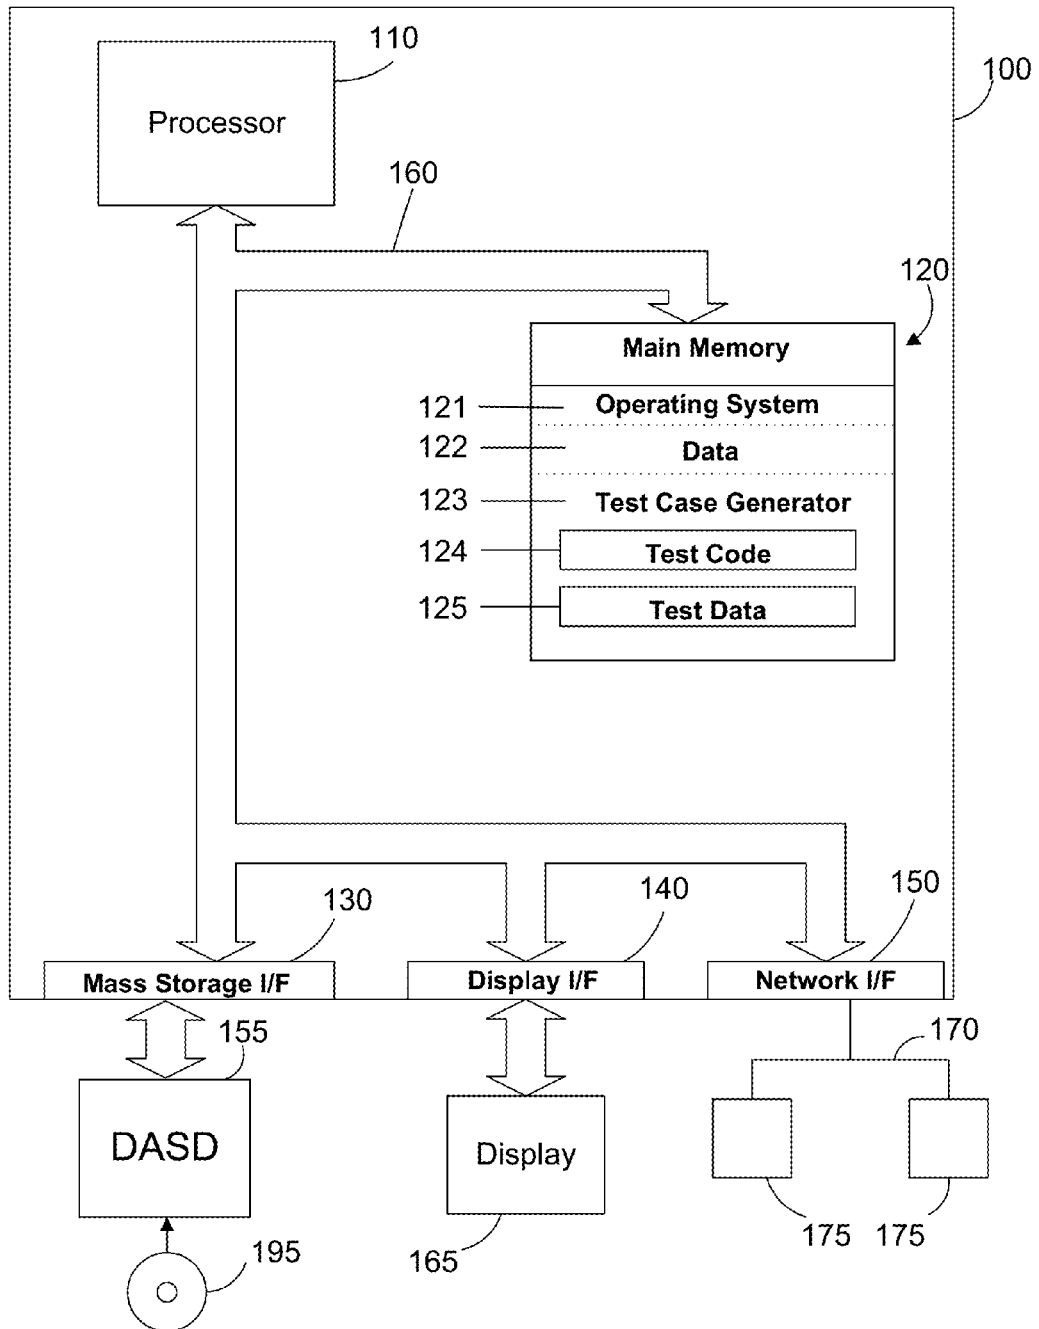 110
100
Processor
160
120
Main Memory
121 Operating System
122 Data
123 Test Case Generator
124 Test Code
125 Test Data
130
140
150
Mass Storage I/F
Display I/F
Network I/F
155
170
DASD
Display
175
175
165
195